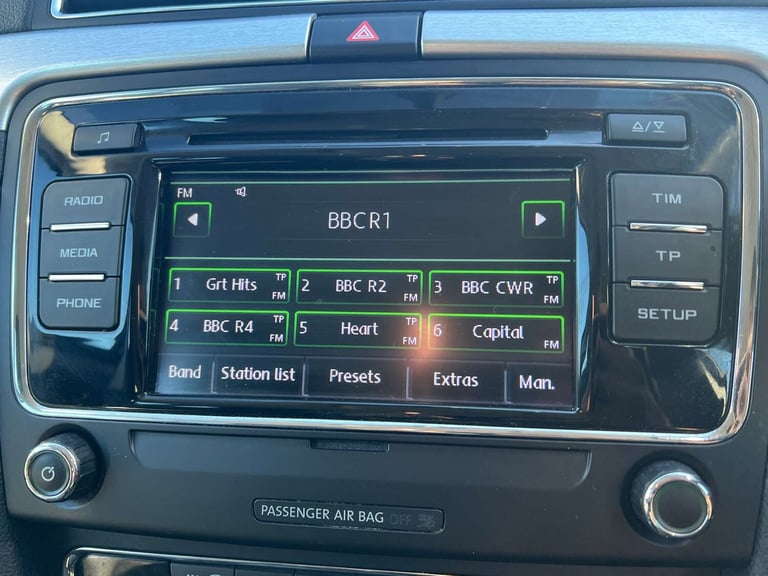 RADIO
MEDIA
PHONE
FM
BBC R1
1 Grt Hits TP FM
2 BBC R2 TP FM
3 BBC CWR TP FM
4 BBC R4 TP FM
5 Heart TP FM
6 Capital FM
Band Station list Presets Extras Man.
TIM
TP
SETUP
PASSENGER AIR BAG OFF